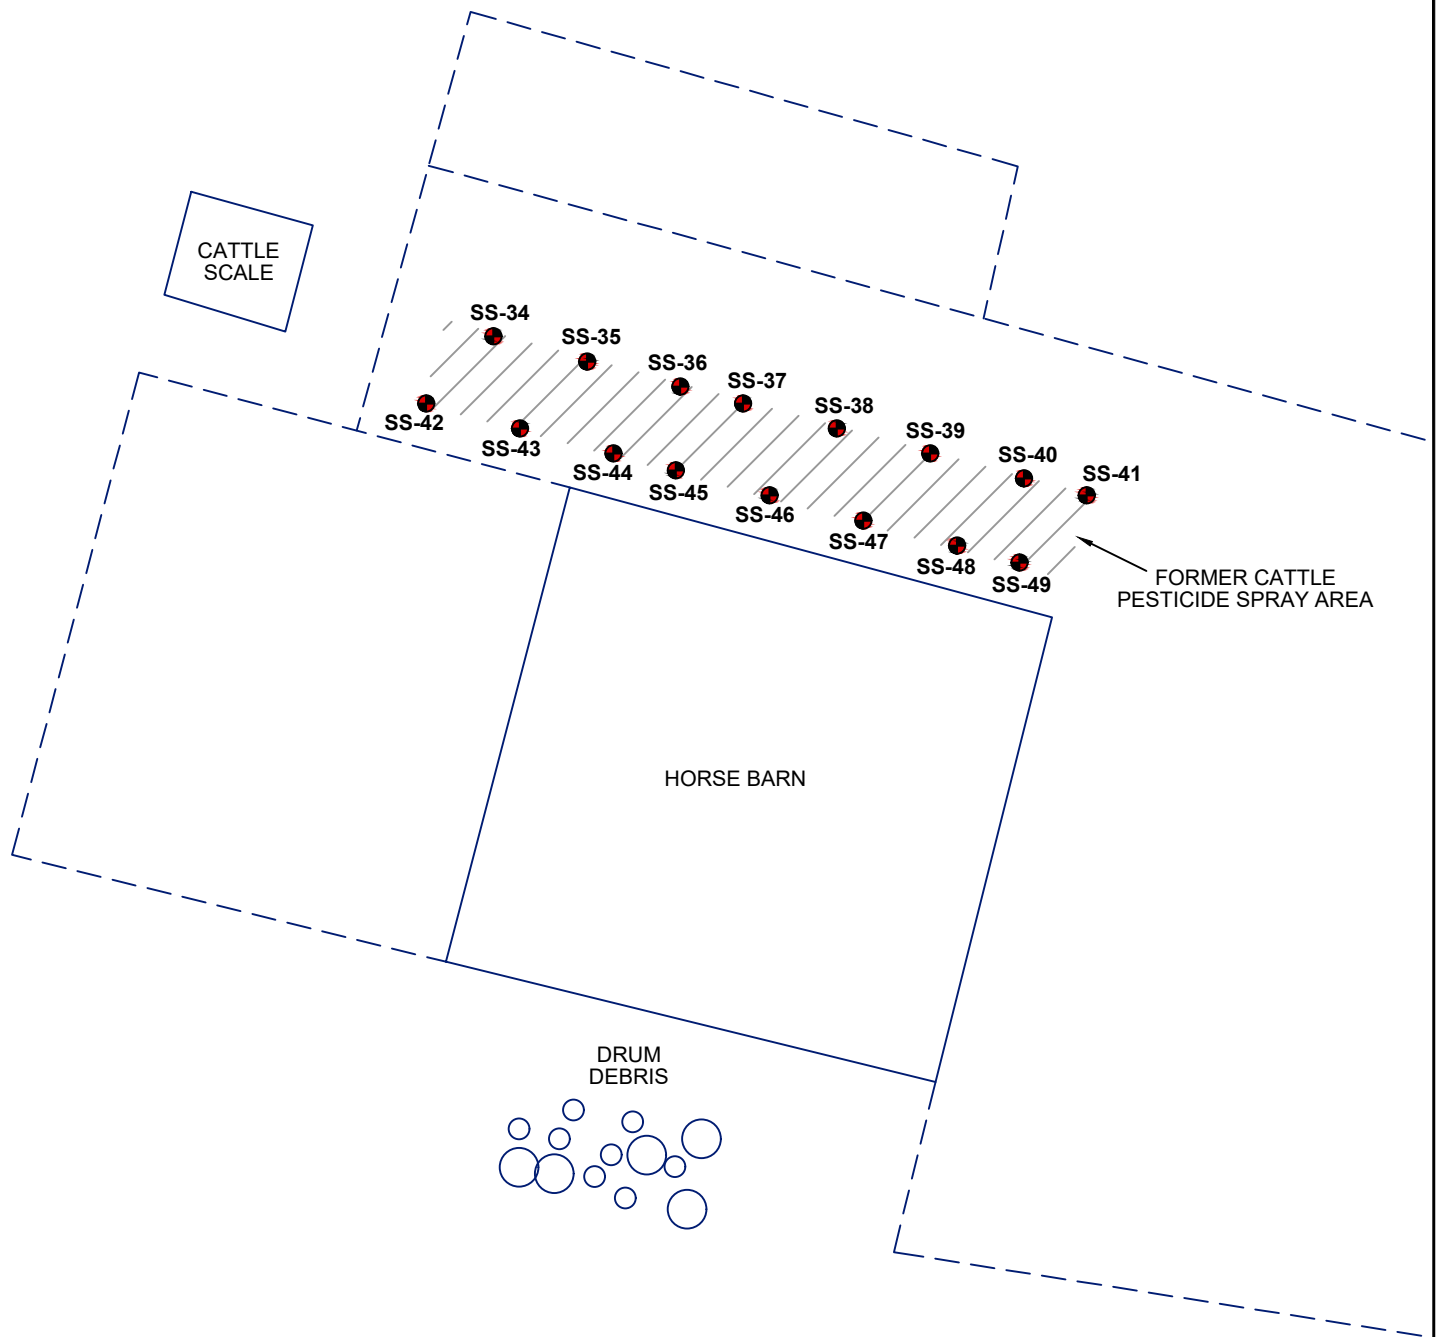 CATTLE
SCALE
SS-34
SS-35
SS-36
SS-37
SS-38
SS-39
SS-40
SS-41
SS-42
SS-43
SS-44
SS-45
SS-46
SS-47
SS-48
SS-49
FORMER CATTLE
PESTICIDE SPRAY AREA
HORSE BARN
DRUM
DEBRIS